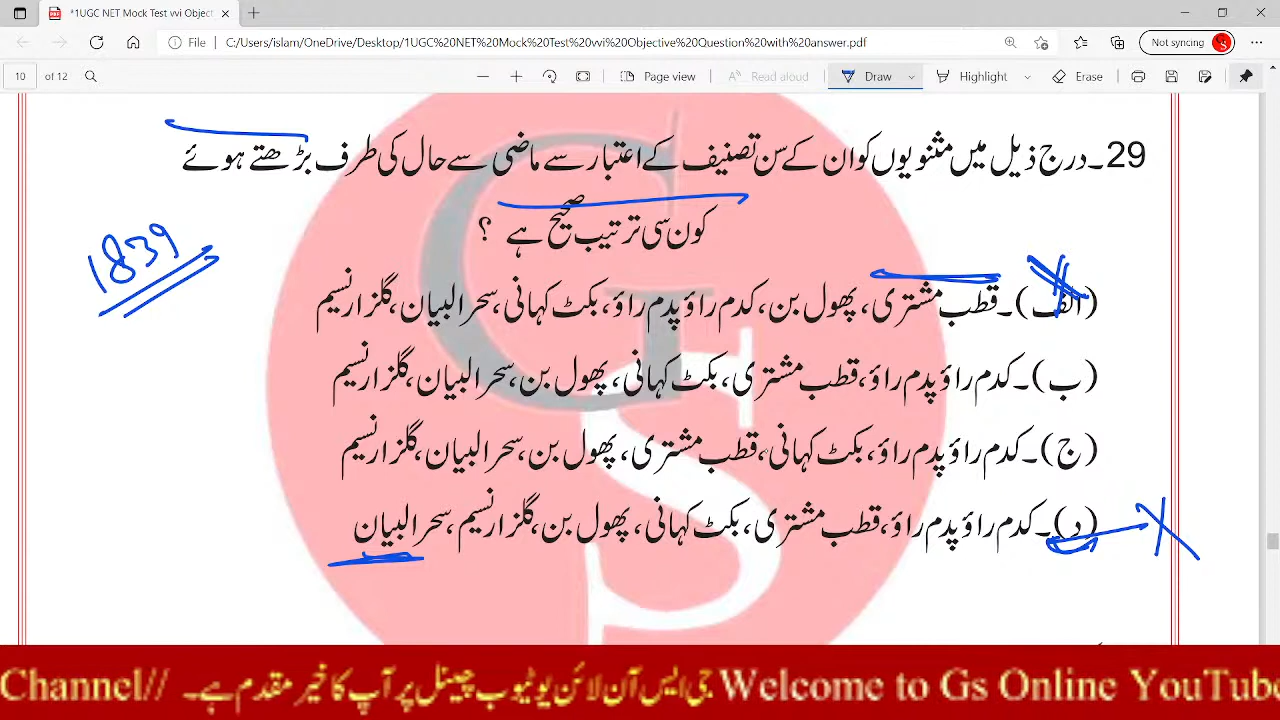 *1UGC NET Mock Test vvi Object
File
C:/Users/islam/OneDrive/Desktop/1UGC%20NET%20Mock%20Test%20vvi%20Objective%20Question%20with%20answer.pdf
Not syncing
10 of 12
Page view
Read aloud
Draw
Highlight
Erase
29۔درج ذیل میں مثنویوں کو ان کے سن تصنیف کے اعتبار سے ماضی سے حال کی طرف بڑھتے ہوئے
کون سی ترتیب صحیح ہے ؟
1839
(الف)۔قطب مشتری، پھول بن، کدم راؤ پدم راؤ، بکٹ کہانی، سحر البیان، گلزار نسیم
(ب)۔کدم راؤ پدم راؤ، قطب مشتری، بکٹ کہانی، پھول بن، سحر البیان، گلزار نسیم
(ج)۔کدم راؤ پدم راؤ، بکٹ کہانی، قطب مشتری، پھول بن، سحر البیان، گلزار نسیم
(د)۔کدم راؤ پدم راؤ، قطب مشتری، بکٹ کہانی، پھول بن، گلزار نسیم، سحر البیان
Channel// جی ایس آن لائن یوٹیوب چینل پر آپ کا خیر مقدم ہے۔ Welcome to Gs Online YouTube